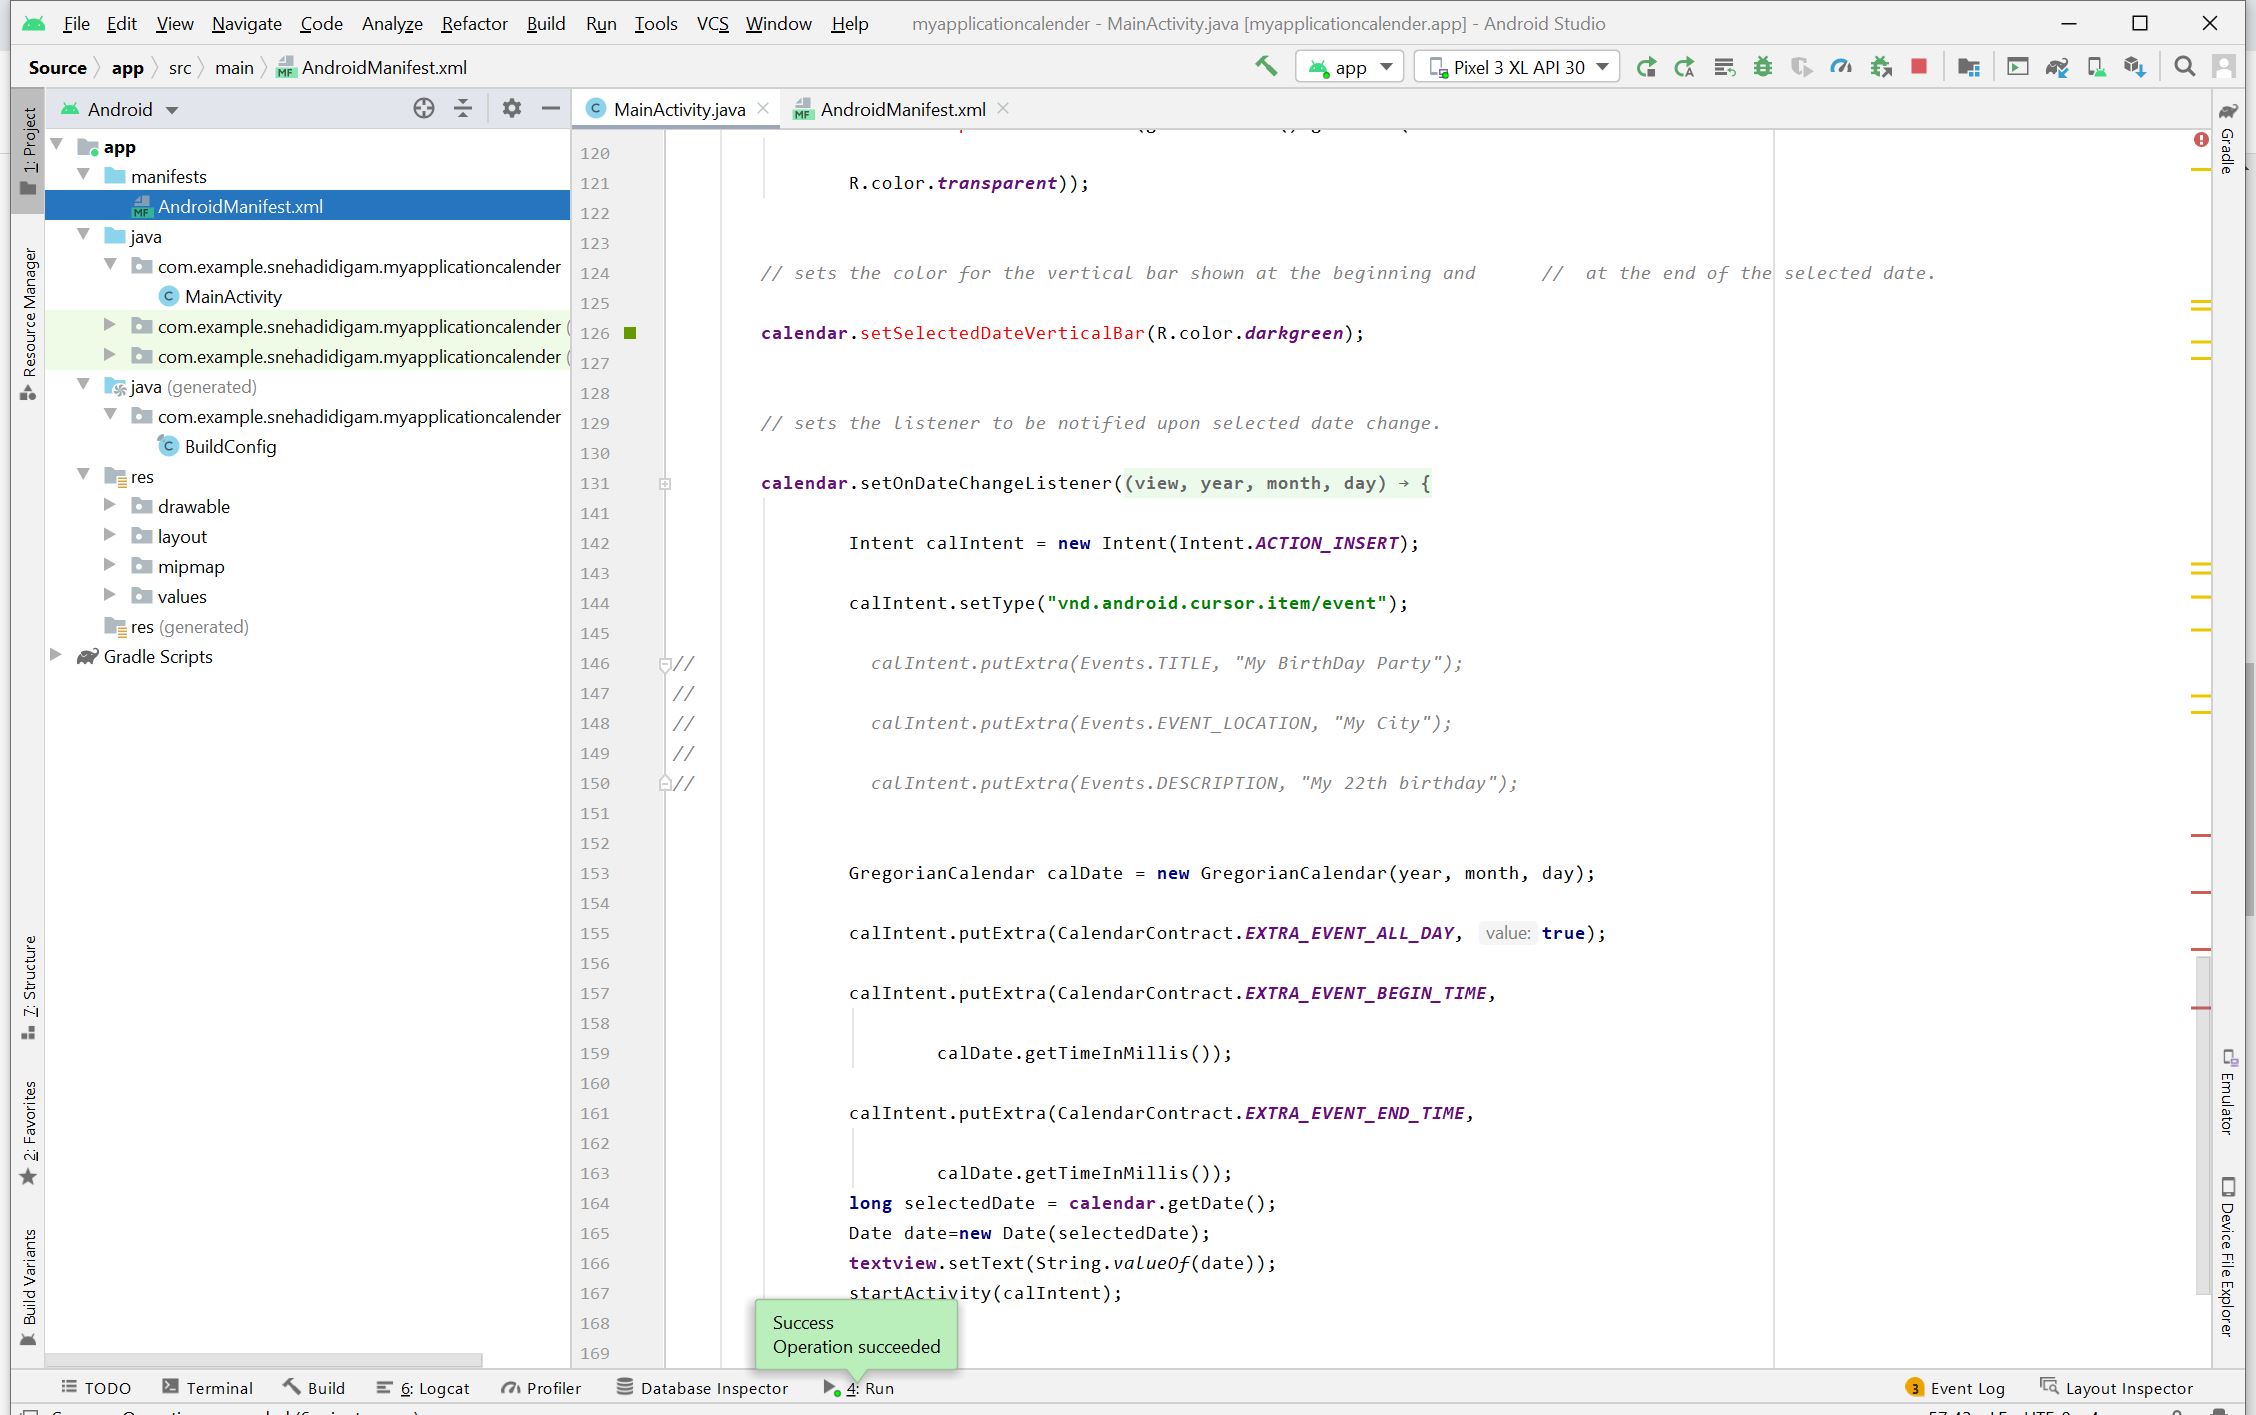 File Edit View Navigate Code Analyze Refactor Build Run Tools VCS Window Help myapplicationcalender - MainActivity.java [myapplicationcalender.app] - Android Studio
Source app src main AndroidManifest.xml app Pixel 3 XL API 30
1: Project
Resource Manager
7: Structure
2: Favorites
Build Variants
Android
app
manifests
AndroidManifest.xml
java
com.example.snehadidigam.myapplicationcalender
MainActivity
com.example.snehadidigam.myapplicationcalender (
com.example.snehadidigam.myapplicationcalender (
java (generated)
com.example.snehadidigam.myapplicationcalender
BuildConfig
res
drawable
layout
mipmap
values
res (generated)
Gradle Scripts
MainActivity.java AndroidManifest.xml
120
121 R.color.transparent));
122
123
124 // sets the color for the vertical bar shown at the beginning and // at the end of the selected date.
125
126 calendar.setSelectedDateVerticalBar(R.color.darkgreen);
127
128
129 // sets the listener to be notified upon selected date change.
130
131 calendar.setOnDateChangeListener((view, year, month, day) → {
141
142 Intent calIntent = new Intent(Intent.ACTION_INSERT);
143
144 calIntent.setType("vnd.android.cursor.item/event");
145
146 // calIntent.putExtra(Events.TITLE, "My BirthDay Party");
147 //
148 // calIntent.putExtra(Events.EVENT_LOCATION, "My City");
149 //
150 // calIntent.putExtra(Events.DESCRIPTION, "My 22th birthday");
151
152
153 GregorianCalendar calDate = new GregorianCalendar(year, month, day);
154
155 calIntent.putExtra(CalendarContract.EXTRA_EVENT_ALL_DAY, value: true);
156
157 calIntent.putExtra(CalendarContract.EXTRA_EVENT_BEGIN_TIME,
158
159 calDate.getTimeInMillis());
160
161 calIntent.putExtra(CalendarContract.EXTRA_EVENT_END_TIME,
162
163 calDate.getTimeInMillis());
164 long selectedDate = calendar.getDate();
165 Date date=new Date(selectedDate);
166 textview.setText(String.valueOf(date));
167 startActivity(calIntent);
168
169
Success
Operation succeeded
Gradle
Emulator
Device File Explorer
TODO Terminal Build 6: Logcat Profiler Database Inspector 4: Run 3 Event Log Layout Inspector